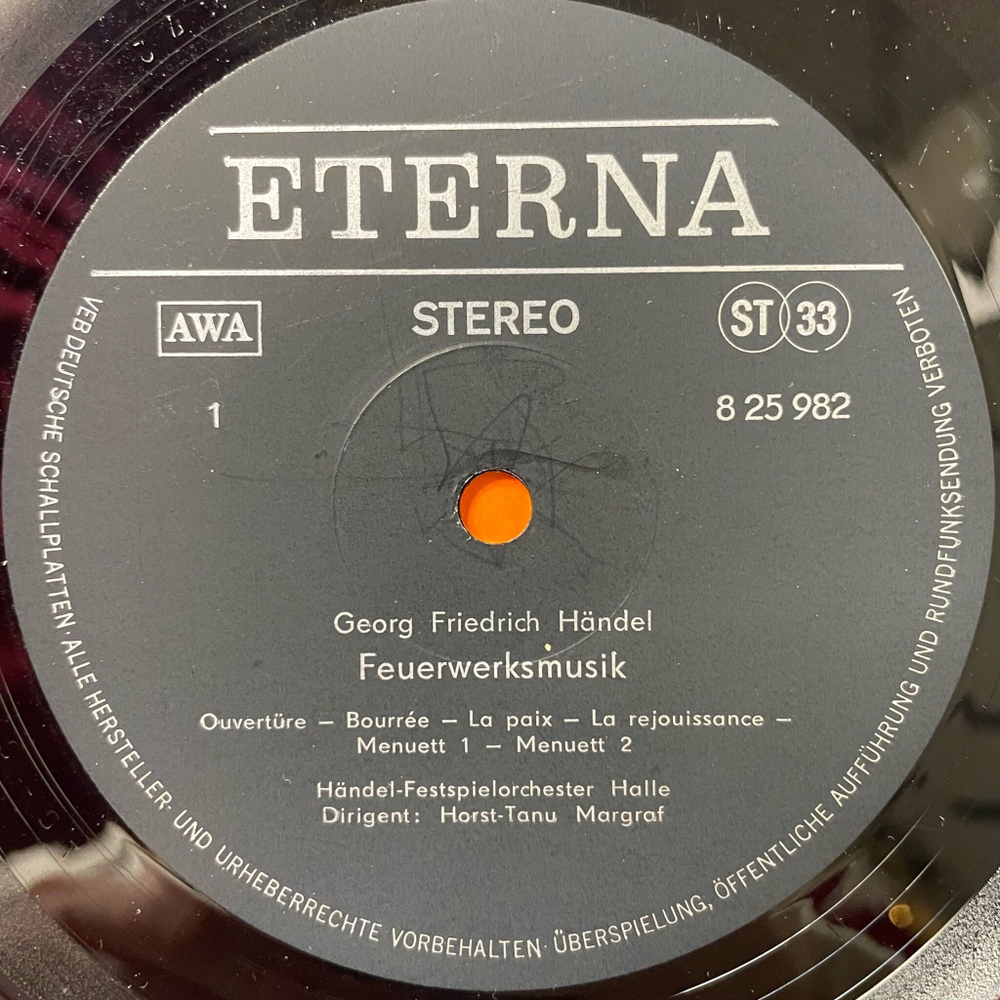 ETERNA
AWA
STEREO
ST 33
1
8 25 982
Georg Friedrich Händel
Feuerwerksmusik
Ouvertüre – Bourrée – La paix – La rejouissance –
Menuett 1 – Menuett 2
Händel-Festspielorchester Halle
Dirigent: Horst-Tanu Margraf
VEB DEUTSCHE SCHALLPLATTEN · ALLE HERSTELLER- UND URHEBERRECHTE VORBEHALTEN · ÜBERSPIELUNG, ÖFFENTLICHE AUFFÜHRUNG UND RUNDFUNKSENDUNG VERBOTEN